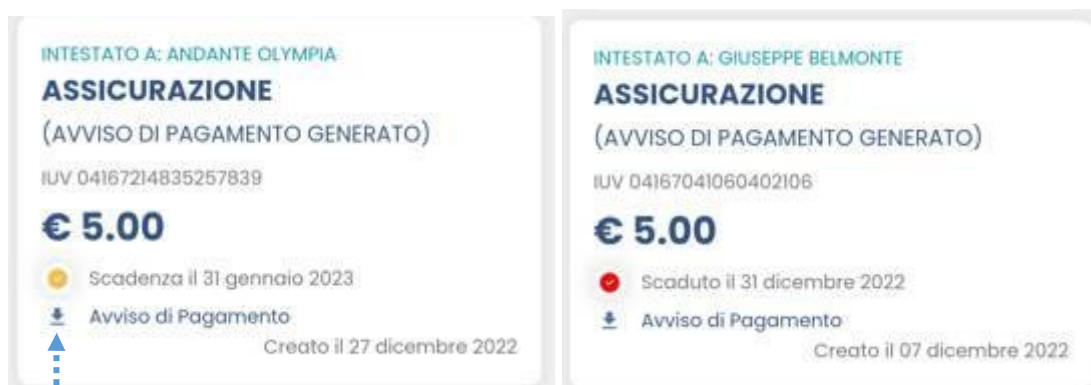 INTESTATO A: ANDANTE OLYMPIA
ASSICURAZIONE
(AVVISO DI PAGAMENTO GENERATO)
IUV 04167214835257839
€ 5.00
Scadenza il 31 gennaio 2023
Avviso di Pagamento
Creato il 27 dicembre 2022
INTESTATO A: GIUSEPPE BELMONTE
ASSICURAZIONE
(AVVISO DI PAGAMENTO GENERATO)
IUV 04167041060402106
€ 5.00
Scaduto il 31 dicembre 2022
Avviso di Pagamento
Creato il 07 dicembre 2022